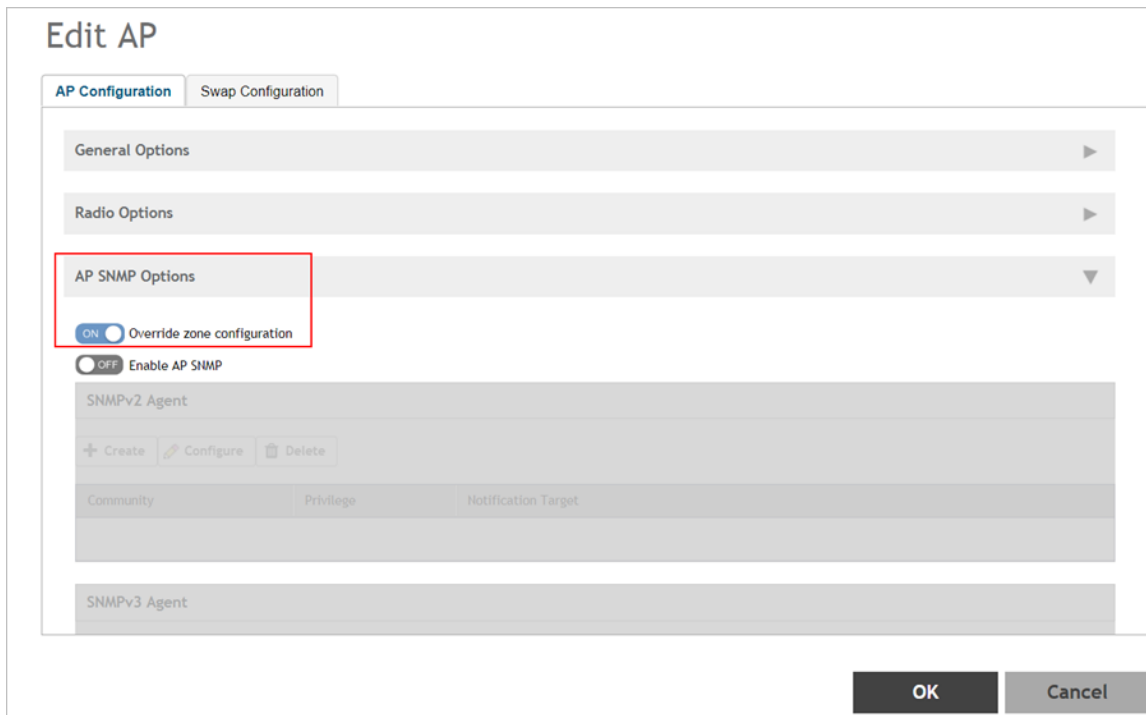 Edit AP
AP Configuration Swap Configuration
General Options
Radio Options
AP SNMP Options
ON Override zone configuration
OFF Enable AP SNMP
SNMPv2 Agent
Create Configure Delete
Community Privilege Notification Target
SNMPv3 Agent
OK Cancel